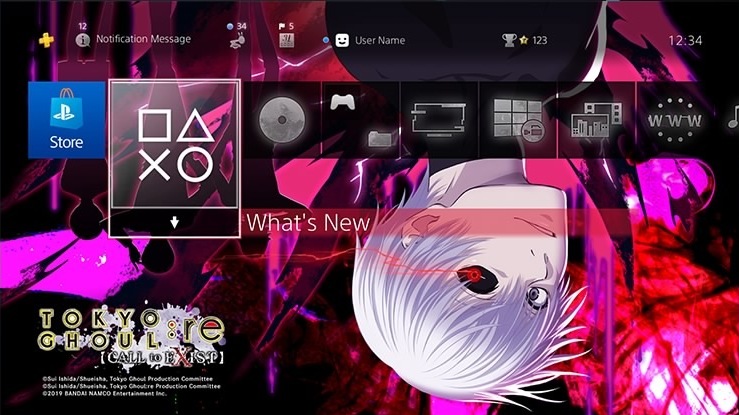 12
Notification Message
34
5
31
User Name
123
12:34
Store
www
What's New
TOKYO
GHOUL:re
[CALL to EXIST]
©Sui Ishida/Shueisha, Tokyo Ghoul Production Committee
©Sui Ishida/Shueisha, Tokyo Ghoul:re Production Committee
©2019 BANDAI NAMCO Entertainment Inc.